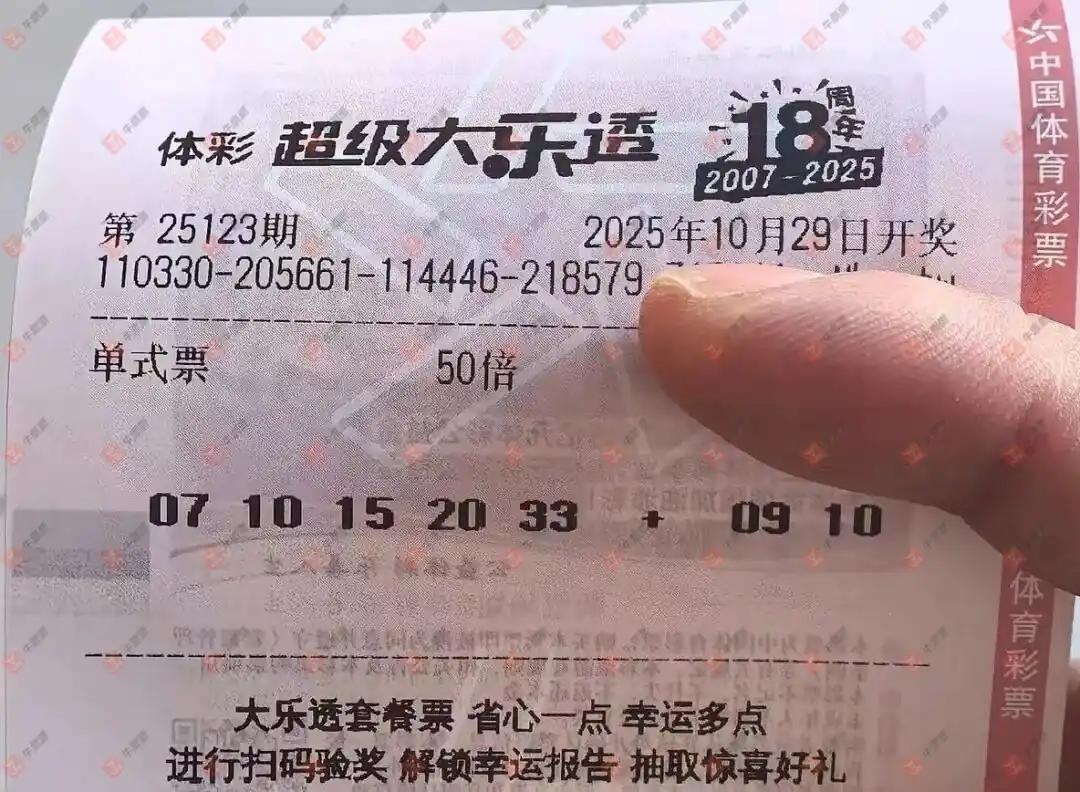 体彩 超级大乐透 18周年
2007-2025
第 25123期 2025年10月29日开奖
110330-205661-114446-218579
单式票 50倍
07 10 15 20 33 + 09 10
大乐透套餐票 省心一点 幸运多点
进行扫码验奖 解锁幸运报告 抽取惊喜好礼
中国体育彩票
体育彩票